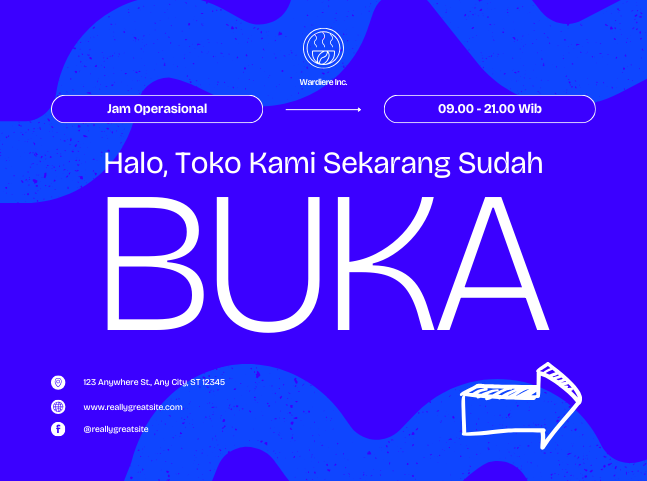 Wardiere Inc.
Jam Operasional
09.00 - 21.00 Wib
Halo, Toko Kami Sekarang Sudah
BUKA
123 Anywhere St., Any City, ST 12345
www.reallygreatsite.com
@reallygreatsite